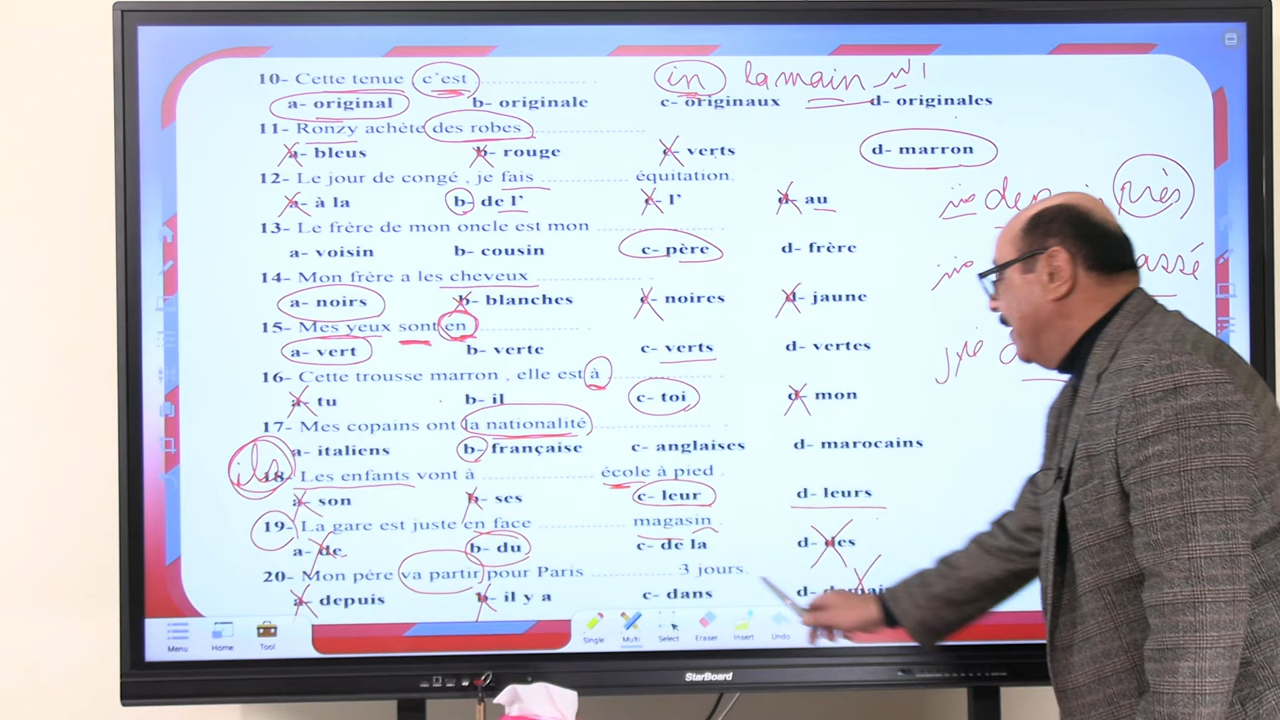 10- Cette tenue c'est ................ in la main n° 1
a- original b- originale c- originaux d- originales
11- Ronzy achète des robes ................
a- bleus b- rouge c- verts d- marron
12- Le jour de congé , je fais ................ équitation.
a- à la b- de l' c- l' d- au
près
13- Le frère de mon oncle est mon ................
a- voisin b- cousin c- père d- frère
14- Mon frère a les cheveux ................
assé
a- noirs b- blanches c- noires d- jaune
15- Mes yeux sont en ................
a- vert b- verte c- verts d- vertes
16- Cette trousse marron , elle est à ................
a- tu b- il c- toi d- mon
17- Mes copains ont la nationalité ................
a- italiens b- française c- anglaises d- marocains
ils
18- Les enfants vont à ................ école à pied .
a- son b- ses c- leur d- leurs
19- La gare est juste en face ................ magasin .
a- de b- du c- de la d- des
20- Mon père va partir pour Paris ................ 3 jours.
a- depuis b- il y a c- dans d- demain
Menu Home Tool Single Multi Select Eraser Insert Undo
StarBoard